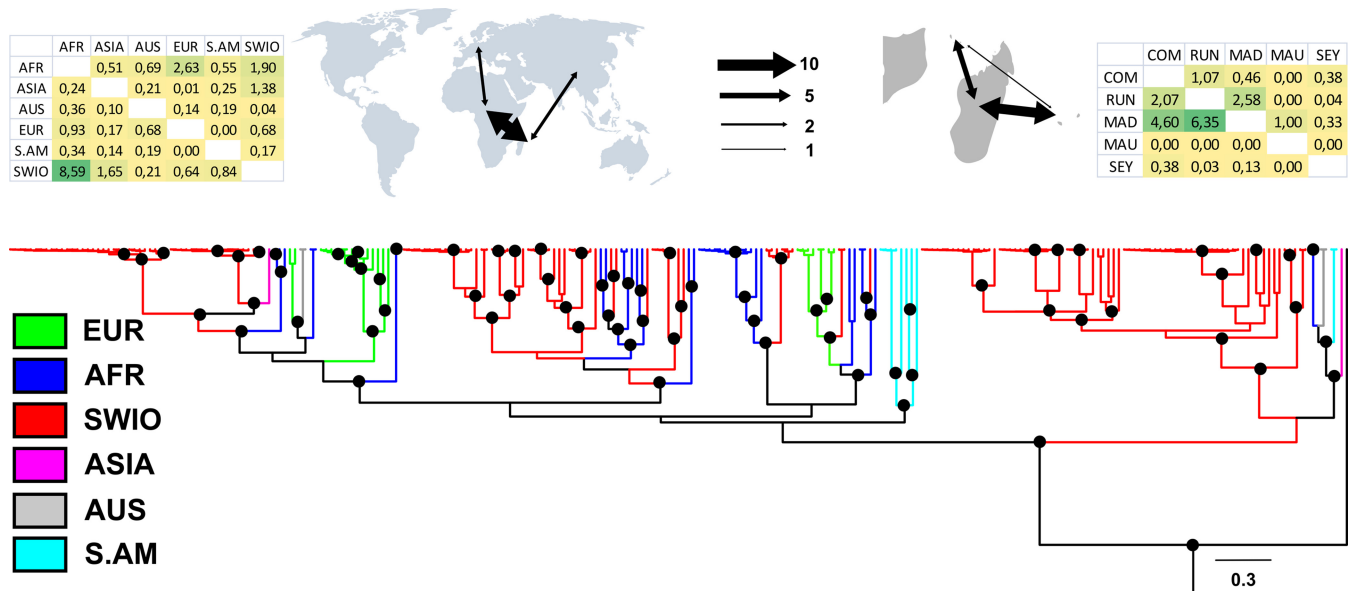 AFR ASIA AUS EUR S.AM SWIO
AFR 0,51 0,69 2,63 0,55 1,90
ASIA 0,24 0,21 0,01 0,25 1,38
AUS 0,36 0,10 0,14 0,19 0,04
EUR 0,93 0,17 0,68 0,00 0,68
S.AM 0,34 0,14 0,19 0,00 0,17
SWIO 8,59 1,65 0,21 0,64 0,84
10
5
2
1
COM RUN MAD MAU SEY
COM 1,07 0,46 0,00 0,38
RUN 2,07 2,58 0,00 0,04
MAD 4,60 6,35 1,00 0,33
MAU 0,00 0,00 0,00 0,00
SEY 0,38 0,03 0,13 0,00
EUR
AFR
SWIO
ASIA
AUS
S.AM
0.3